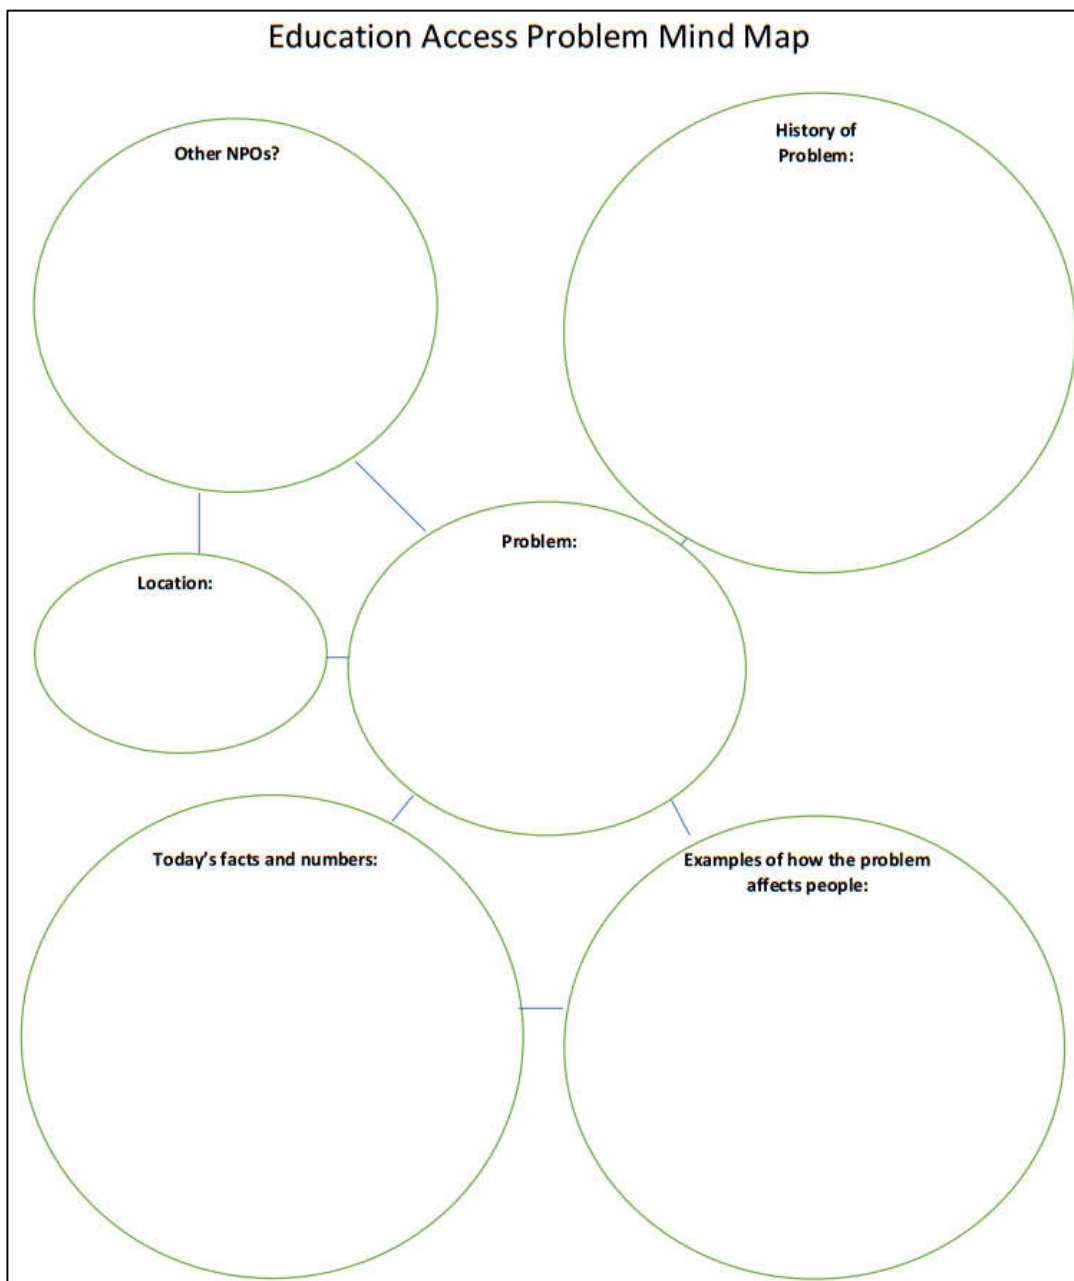 Education Access Problem Mind Map
Other NPOs?
History of
Problem:
Problem:
Location:
Today's facts and numbers:
Examples of how the problem
affects people: